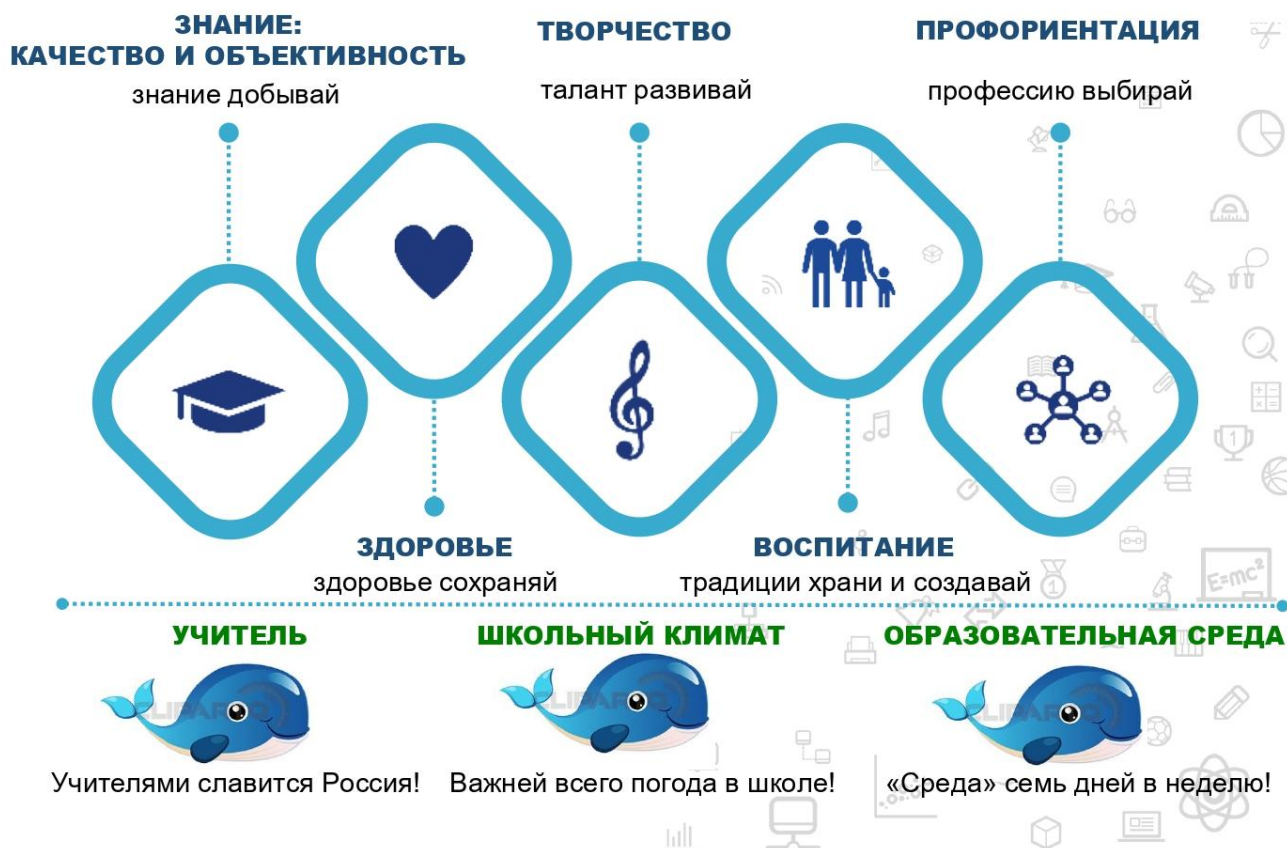 ЗНАНИЕ:
КАЧЕСТВО И ОБЪЕКТИВНОСТЬ
знание добывай
ТВОРЧЕСТВО
талант развивай
ПРОФОРИЕНТАЦИЯ
профессию выбирай
ЗДОРОВЬЕ
здоровье сохраняй
ВОСПИТАНИЕ
традиции храни и создавай
E=mc²
УЧИТЕЛЬ
Учителями славится Россия!
ШКОЛЬНЫЙ КЛИМАТ
Важней всего погода в школе!
ОБРАЗОВАТЕЛЬНАЯ СРЕДА
«Среда» семь дней в неделю!